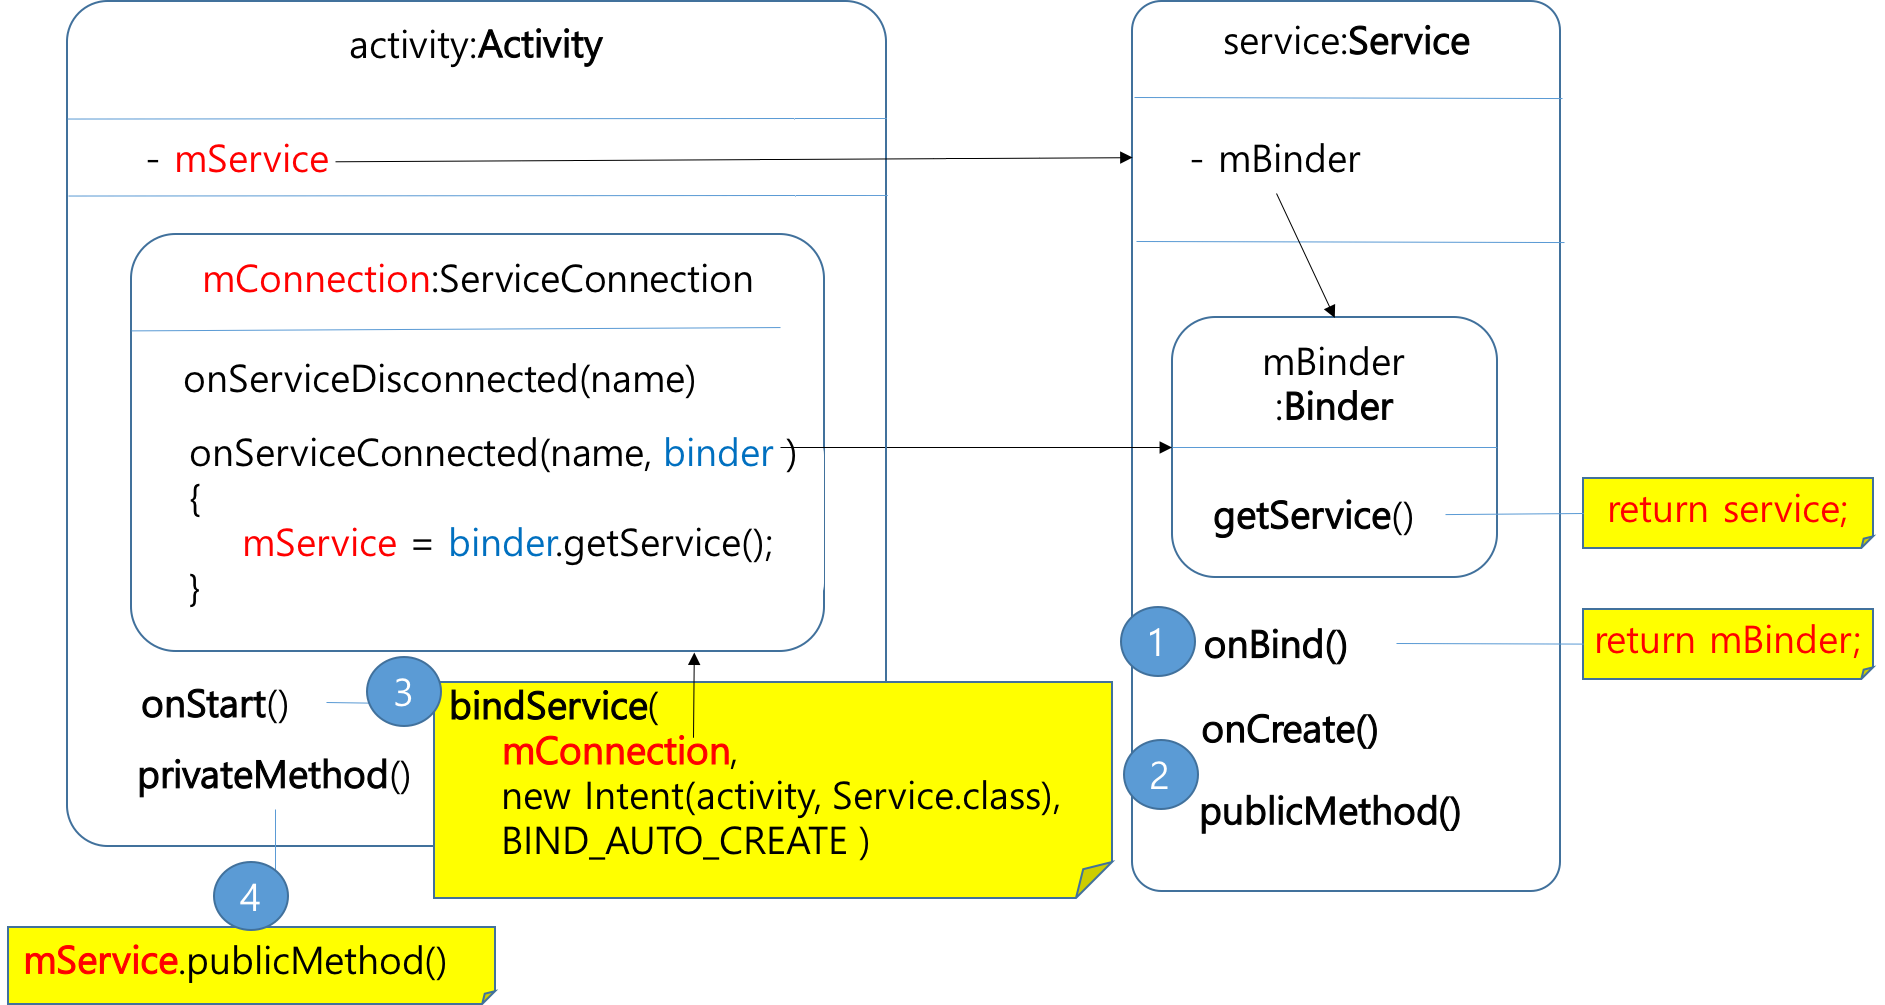 activity:Activity
- mService
mConnection:ServiceConnection
onServiceDisconnected(name)
onServiceConnected(name, binder )
{
mService = binder.getService();
}
onStart()
3
bindService(
mConnection,
new Intent(activity, Service.class),
BIND_AUTO_CREATE )
privateMethod()
4
mService.publicMethod()
service:Service
- mBinder
mBinder
:Binder
getService()
return service;
1
onBind()
return mBinder;
onCreate()
2
publicMethod()